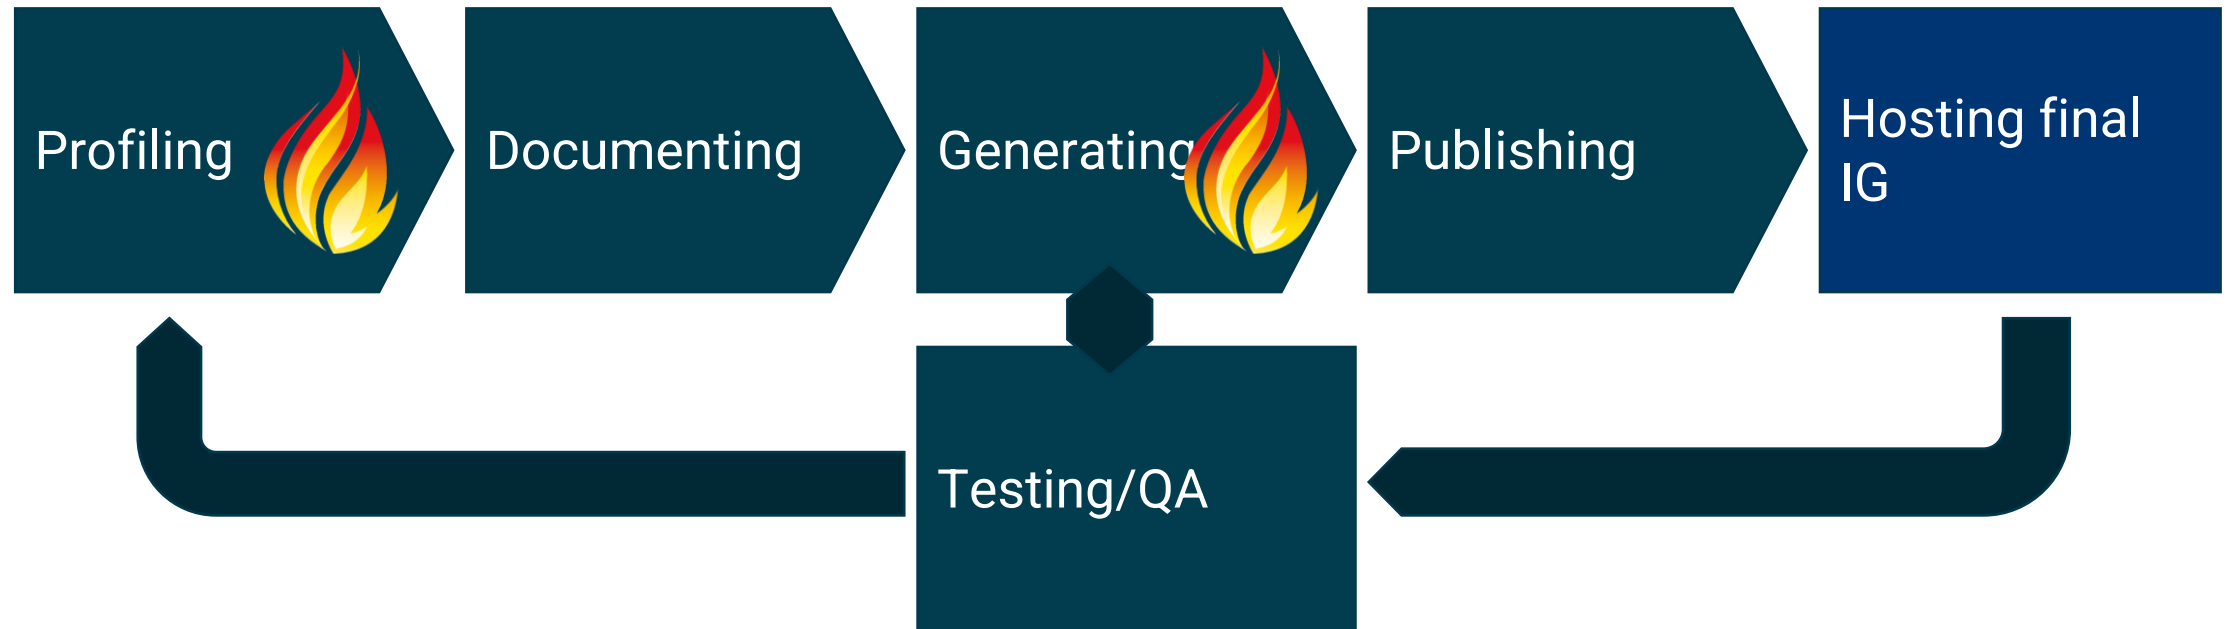 Profiling
Documenting
Generating
Publishing
Hosting final
IG
Testing/QA